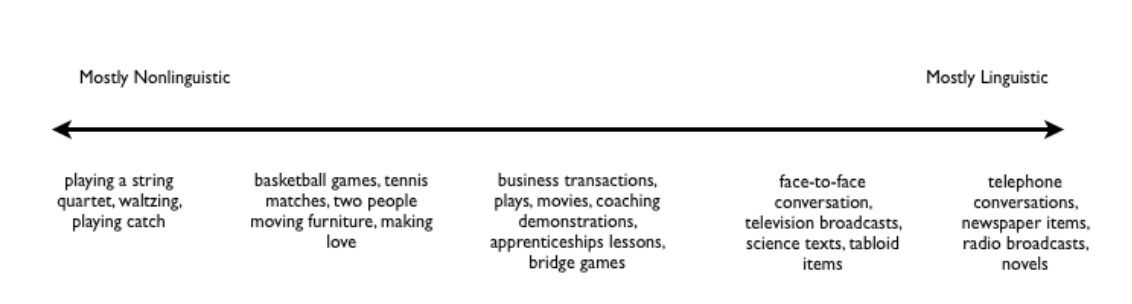 Mostly Nonlinguistic
Mostly Linguistic
playing a string
quartet, waltzing,
playing catch
basketball games, tennis
matches, two people
moving furniture, making
love
business transactions,
plays, movies, coaching
demonstrations,
apprenticeships lessons,
bridge games
face-to-face
conversation,
television broadcasts,
science texts, tabloid
items
telephone
conversations,
newspaper items,
radio broadcasts,
novels